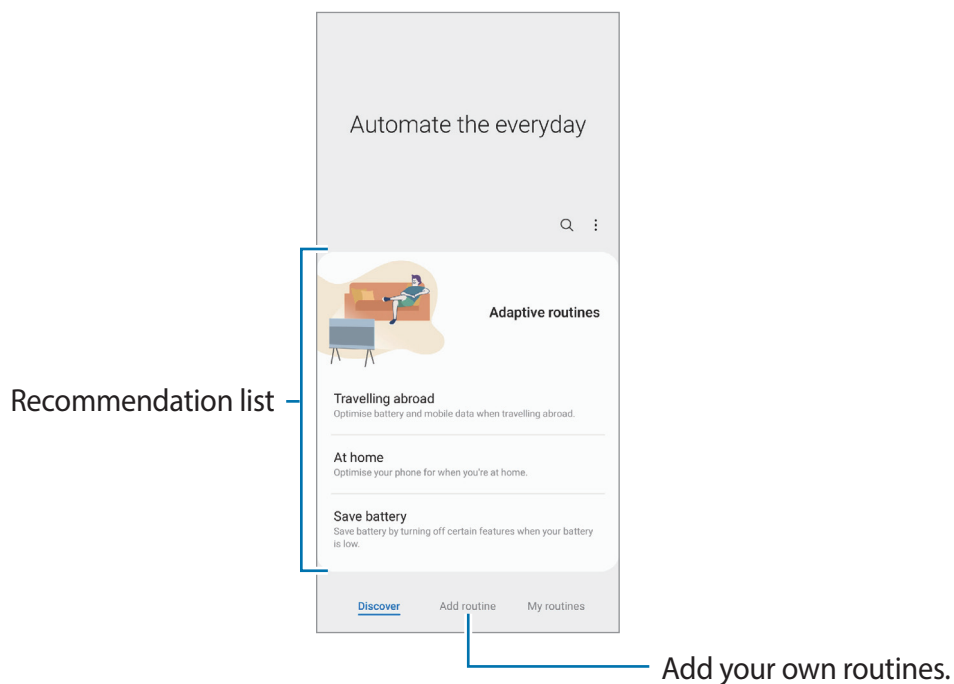 Automate the everyday
Adaptive routines
Recommendation list
Travelling abroad
Optimise battery and mobile data when travelling abroad.
At home
Optimise your phone for when you're at home.
Save battery
Save battery by turning off certain features when your battery
is low.
Discover Add routine My routines
Add your own routines.